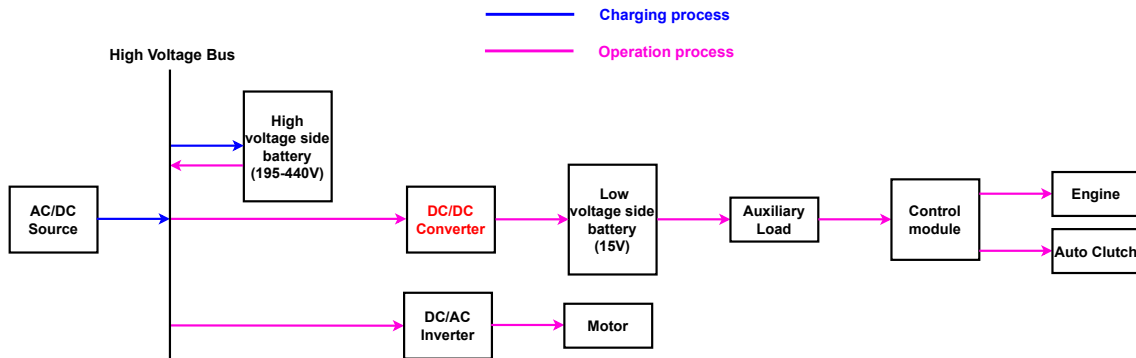 Charging process
Operation process
High Voltage Bus
High
voltage side
battery
(195-440V)
AC/DC
Source
DC/DC
Converter
Low
voltage side
battery
(15V)
Auxiliary
Load
Control
module
Engine
Auto Clutch
DC/AC
Inverter
Motor